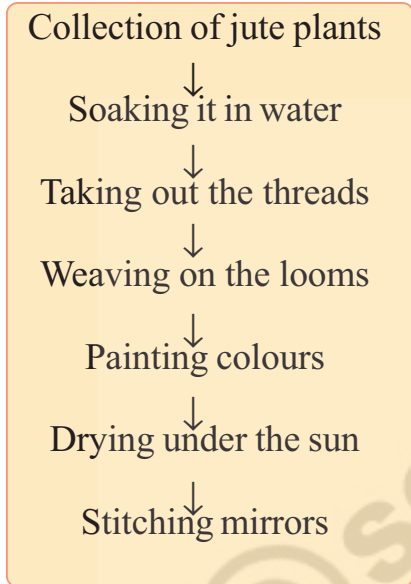 Collection of jute plants
↓
Soaking it in water
↓
Taking out the threads
↓
Weaving on the looms
↓
Painting colours
↓
Drying under the sun
↓
Stitching mirrors